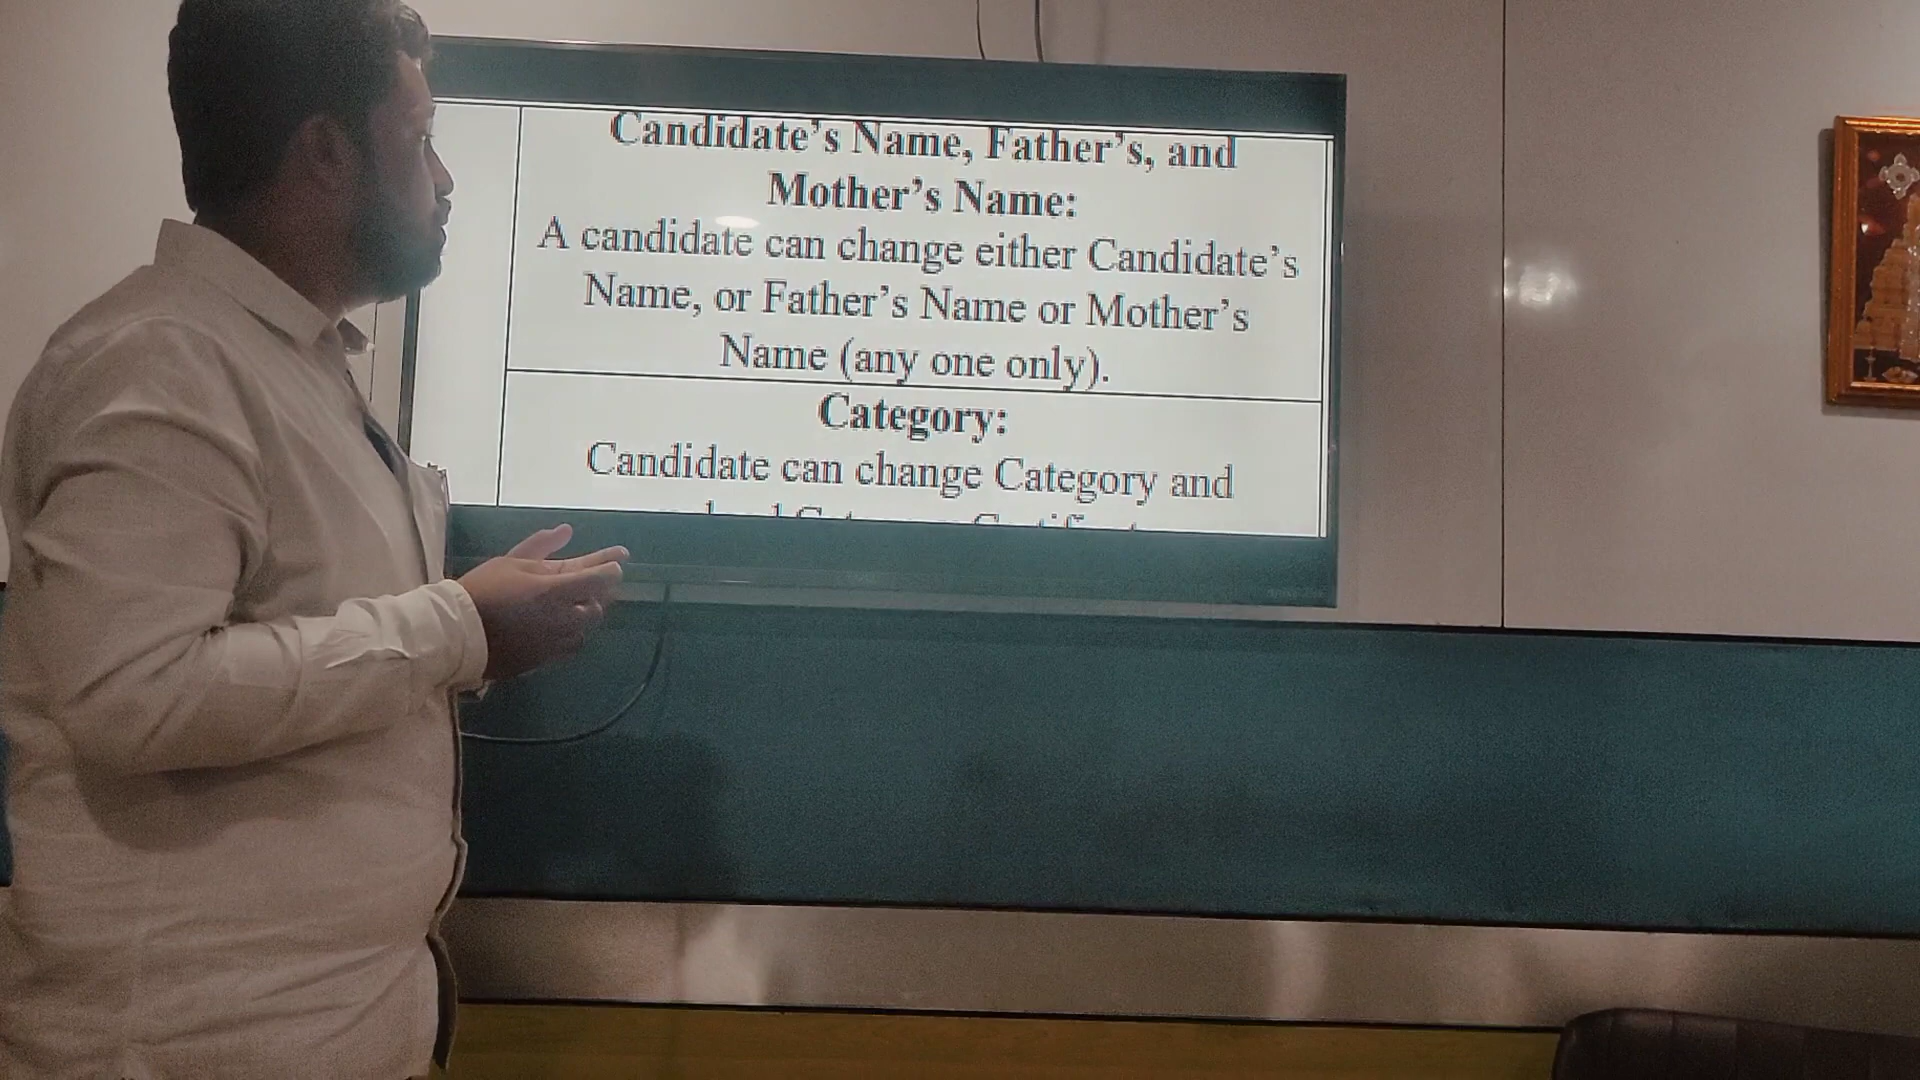 Candidate's Name, Father's, and
Mother's Name:
A candidate can change either Candidate's
Name, or Father's Name or Mother's
Name (any one only).
Category:
Candidate can change Category and